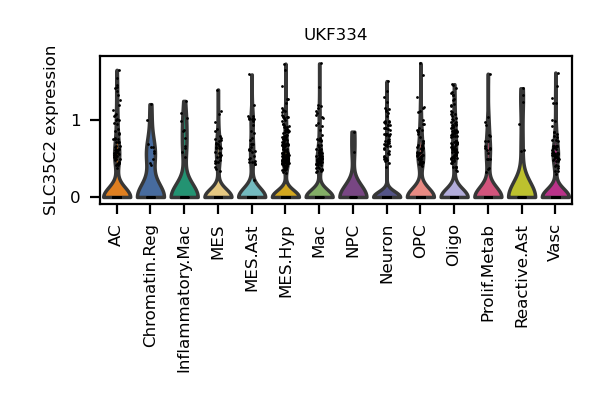 UKF334
SLC35C2 expression
1
0
AC
Chromatin.Reg
Inflammatory.Mac
MES
MES.Ast
MES.Hyp
Mac
NPC
Neuron
OPC
Oligo
Prolif.Metab
Reactive.Ast
Vasc